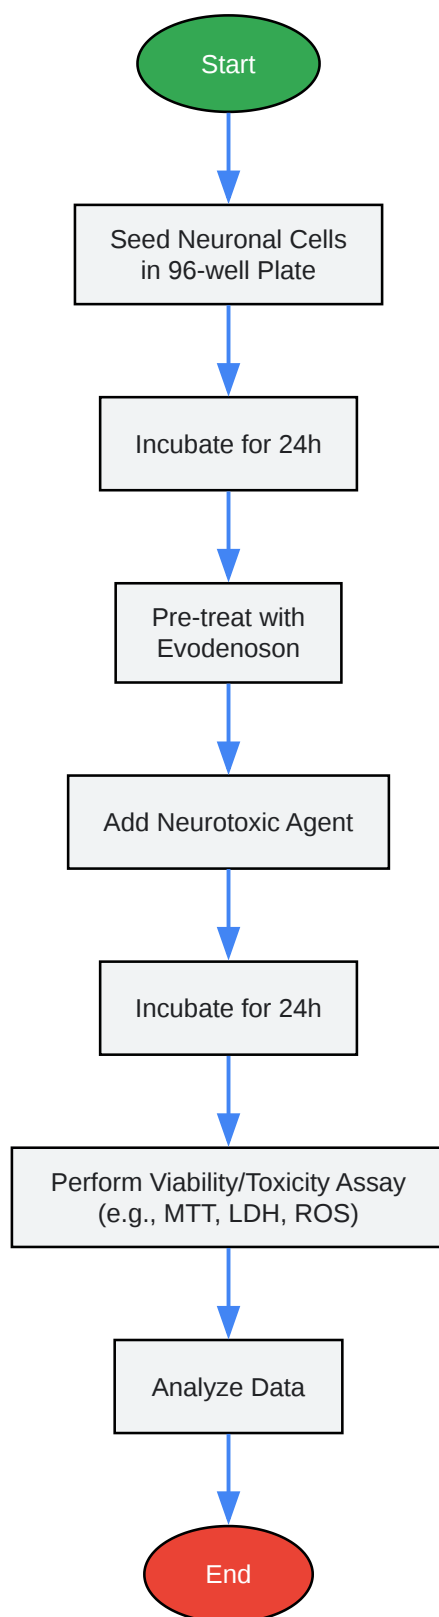 Start
Seed Neuronal Cells
in 96-well Plate
Incubate for 24h
Pre-treat with
Evodenoson
Add Neurotoxic Agent
Incubate for 24h
Perform Viability/Toxicity Assay
(e.g., MTT, LDH, ROS)
Analyze Data
End